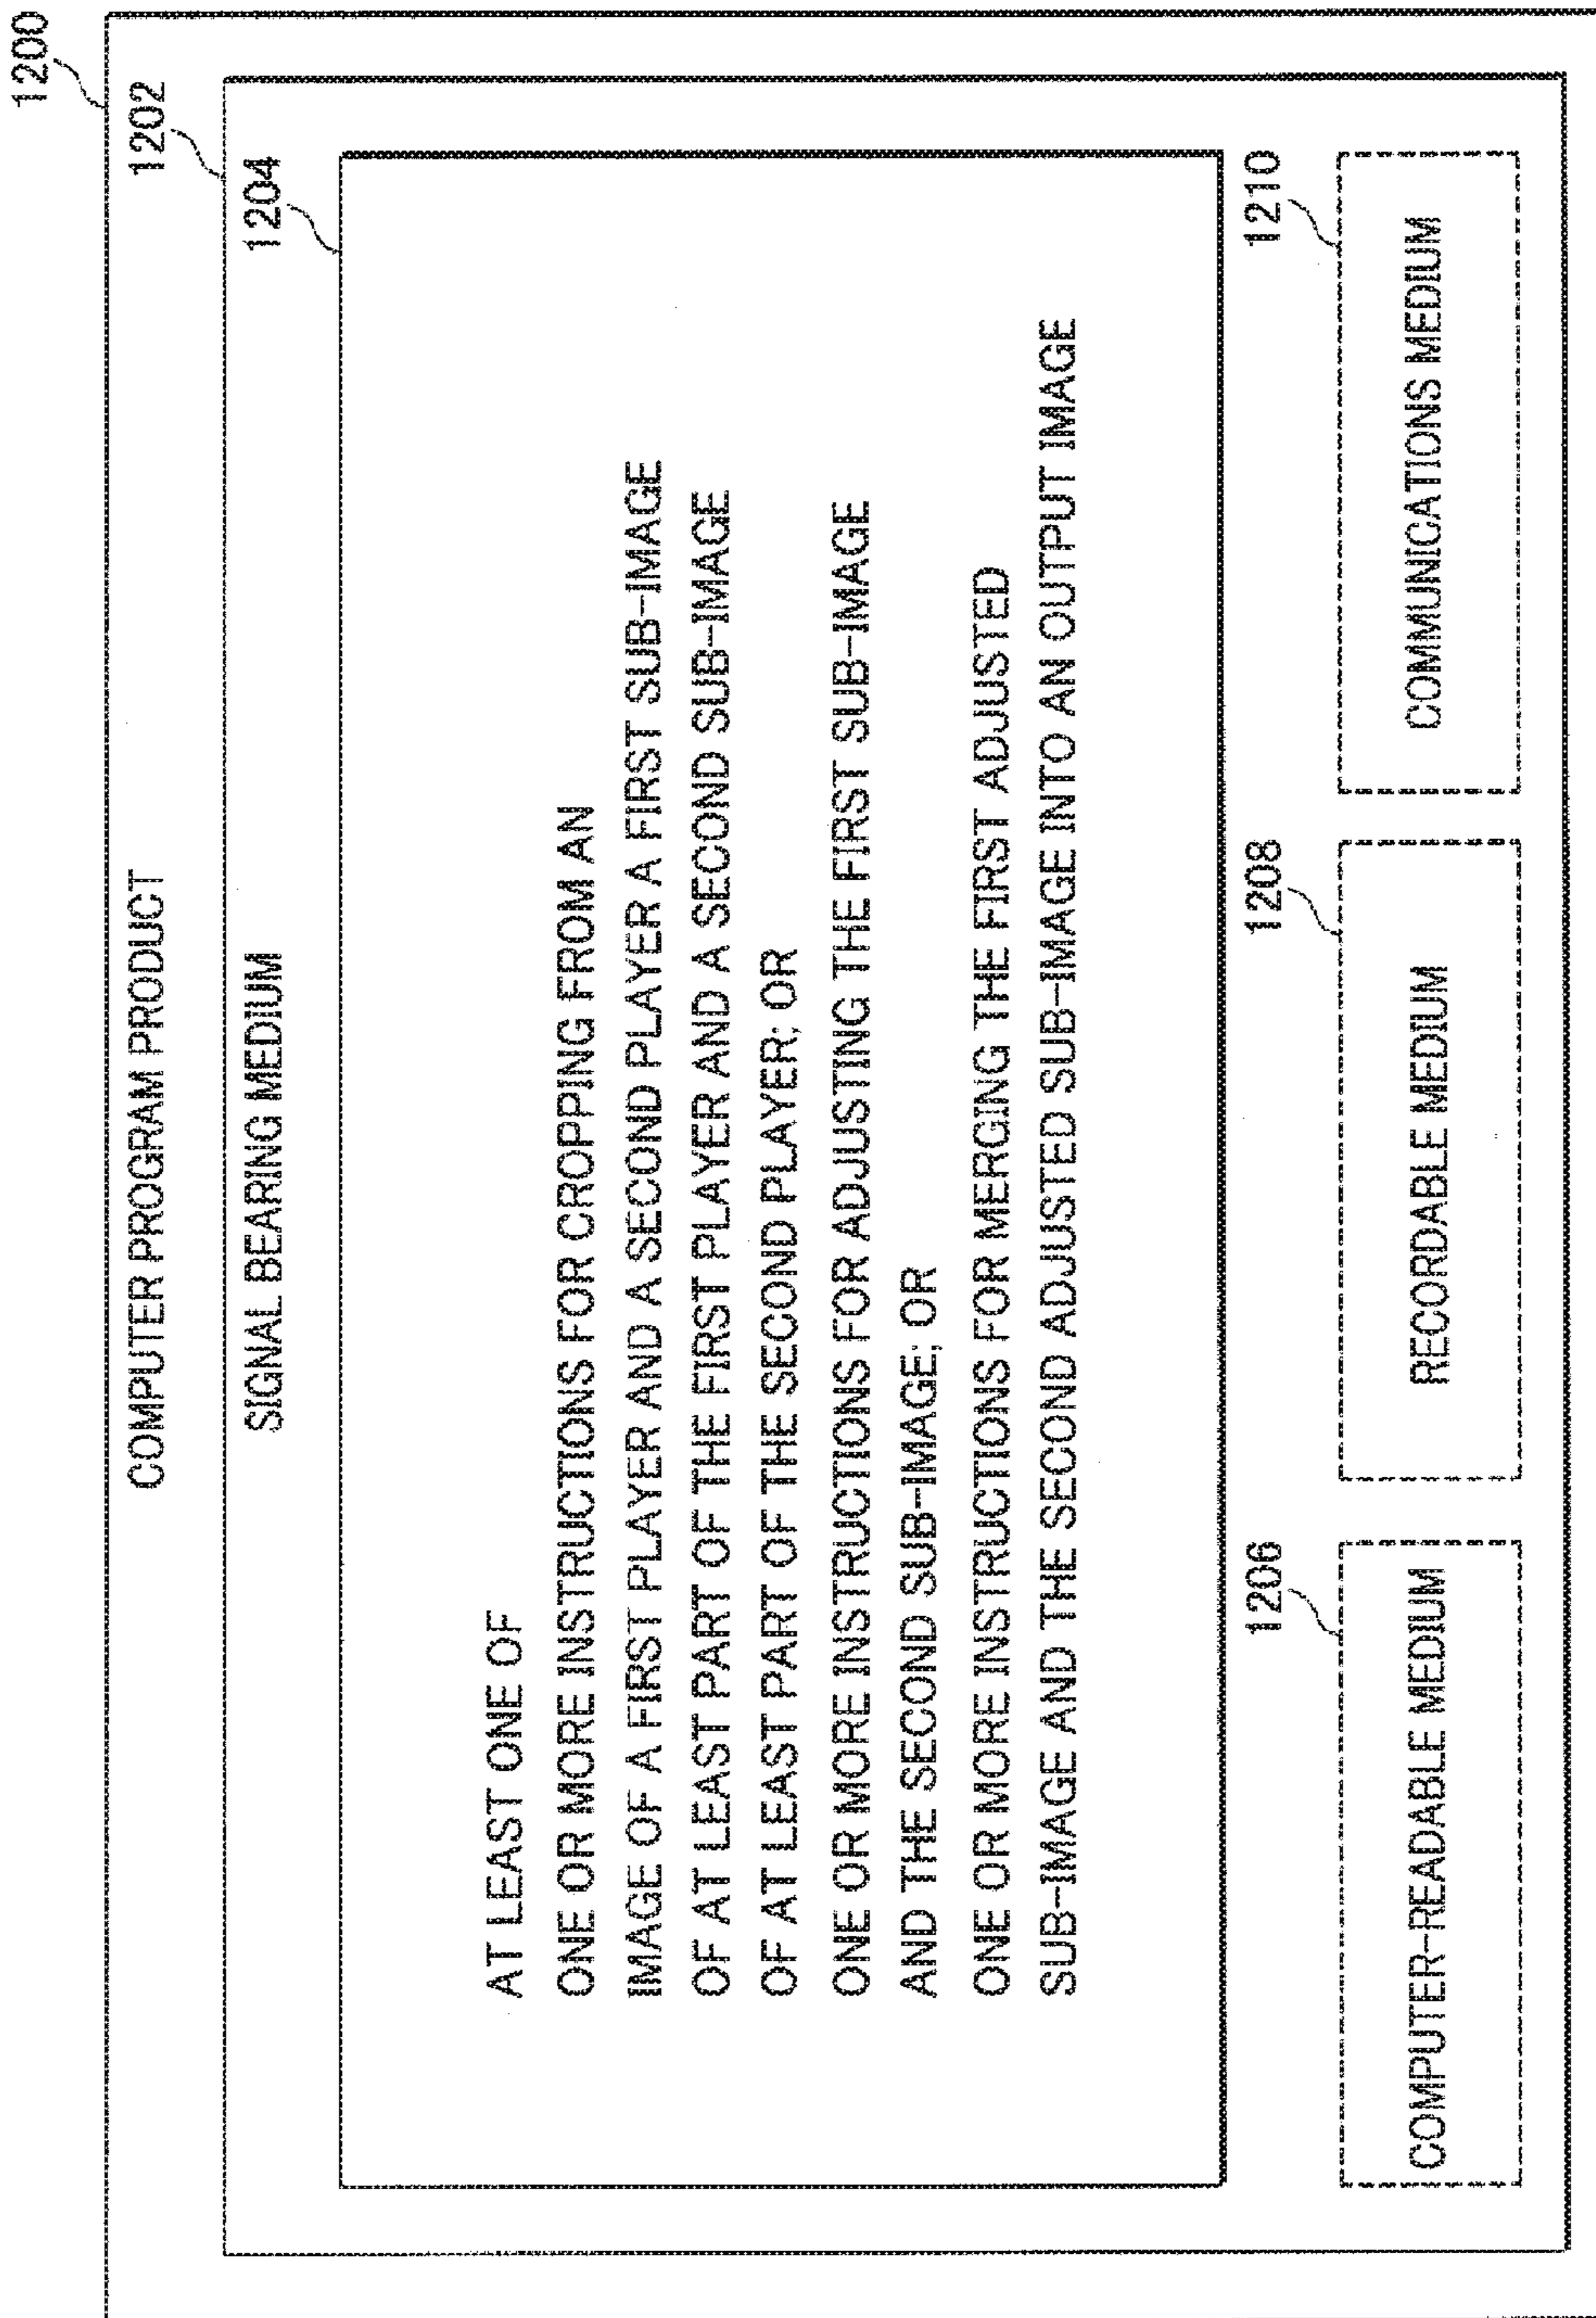 1200
COMPUTER PROGRAM PRODUCT
1202
SIGNAL BEARING MEDIUM
1204
AT LEAST ONE OF
ONE OR MORE INSTRUCTIONS FOR CROPPING FROM AN
IMAGE OF A FIRST PLAYER AND A SECOND PLAYER A FIRST SUB-IMAGE
OF AT LEAST PART OF THE FIRST PLAYER AND A SECOND SUB-IMAGE
OF AT LEAST PART OF THE SECOND PLAYER; OR
ONE OR MORE INSTRUCTIONS FOR ADJUSTING THE FIRST SUB-IMAGE
AND THE SECOND SUB-IMAGE; OR
ONE OR MORE INSTRUCTIONS FOR MERGING THE FIRST ADJUSTED
SUB-IMAGE AND THE SECOND ADJUSTED SUB-IMAGE INTO AN OUTPUT IMAGE
1206
COMPUTER-READABLE MEDIUM
1208
RECORDABLE MEDIUM
1210
COMMUNICATIONS MEDIUM